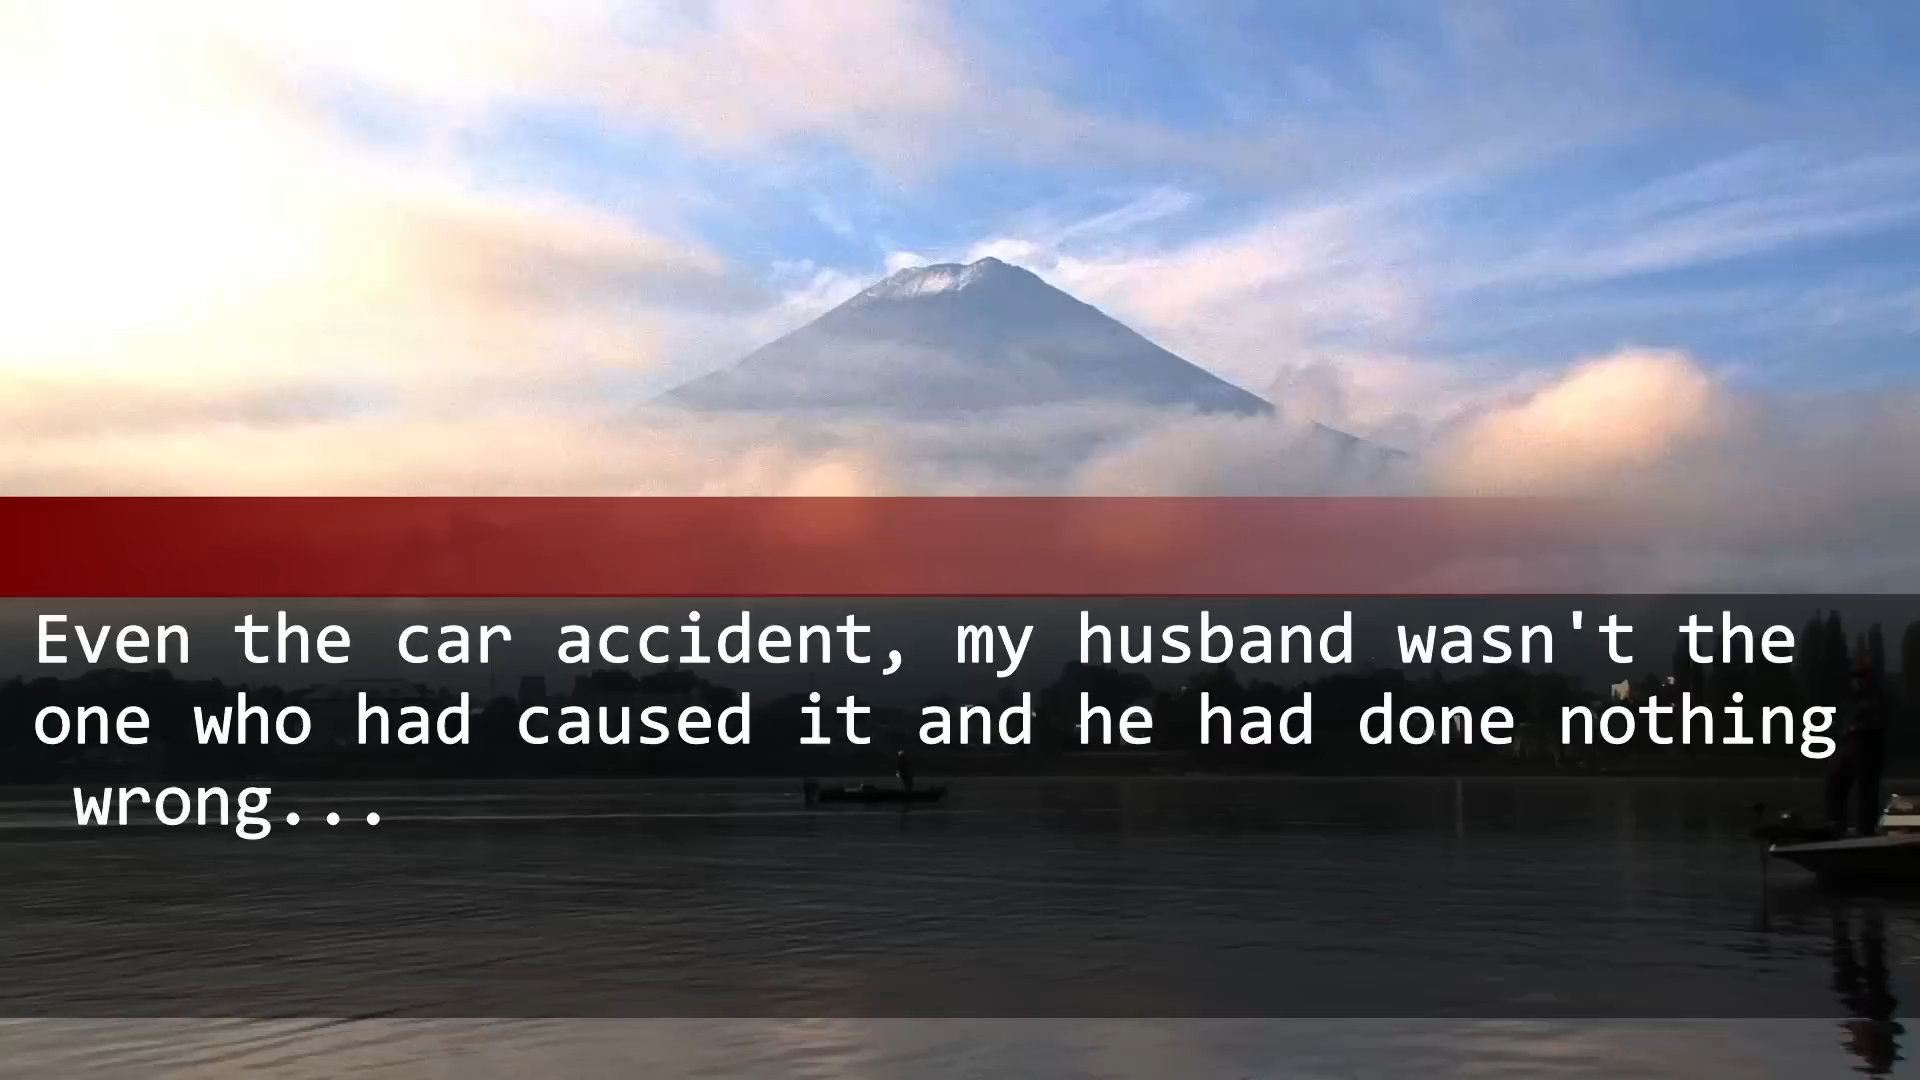 Even the car accident, my husband wasn't the
one who had caused it and he had done nothing
wrong...